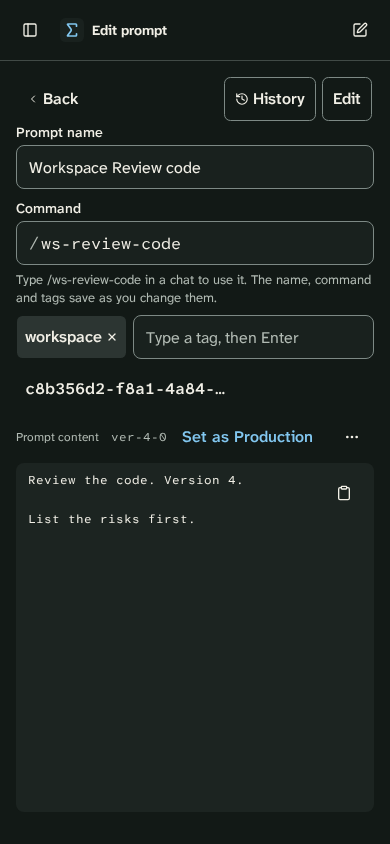 Edit prompt
Back
History
Edit
Prompt name
Workspace Review code
Command
/ws-review-code
Type /ws-review-code in a chat to use it. The name, command
and tags save as you change them.
workspace ×
Type a tag, then Enter
c8b356d2-f8a1-4a84-…
Prompt content ver-4-0 Set as Production
Review the code. Version 4.
List the risks first.